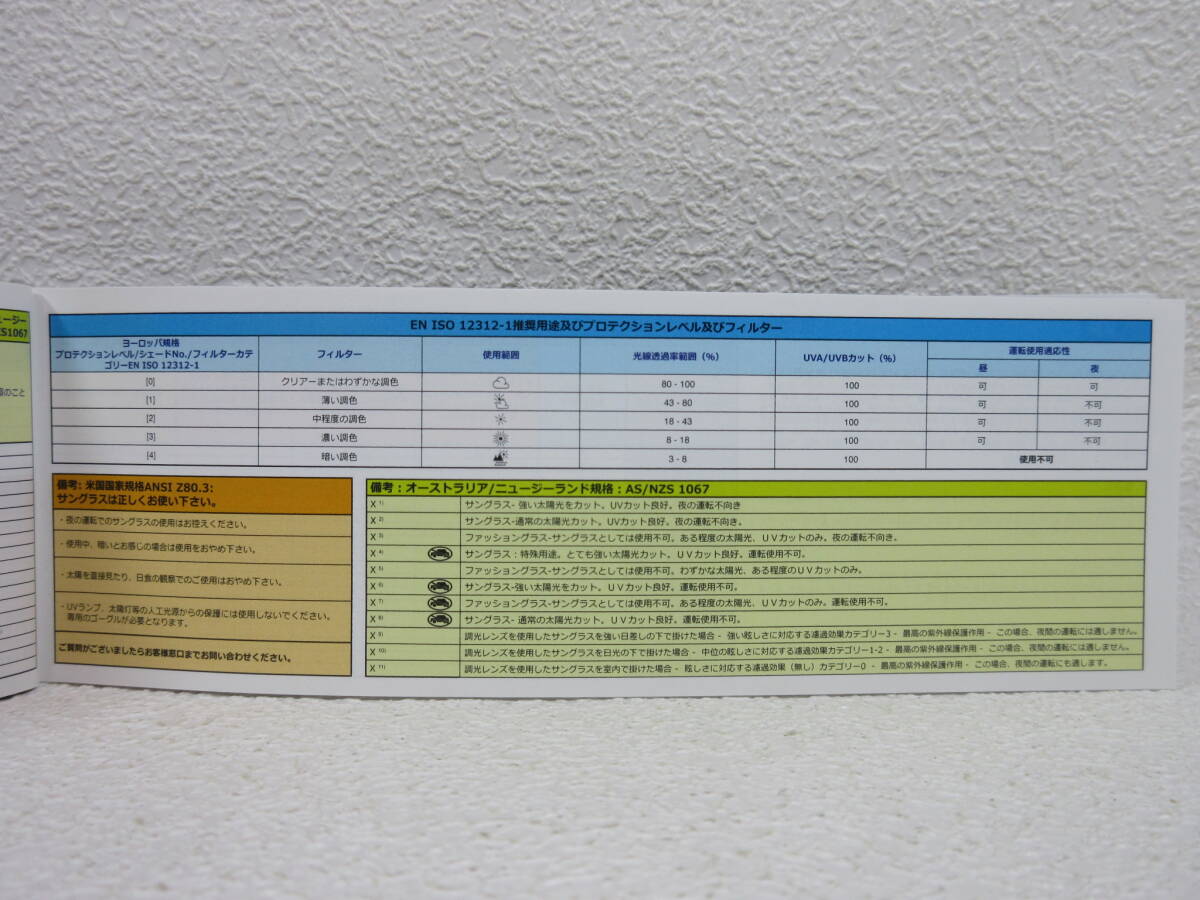 ージー
ZS1067
際のこと
EN ISO 12312-1推奨用途及びプロテクションレベル及びフィルター
ヨーロッパ規格
プロテクションレベル/シェードNo./フィルターカテ
ゴリーEN ISO 12312-1
フィルター
使用範囲
光線透過率範囲（%）
UVA/UVBカット（%）
運転使用適応性
昼 夜
[0] クリアーまたはわずかな調色 80 - 100 100 可 可
[1] 薄い調色 43 - 80 100 可 不可
[2] 中程度の調色 18 - 43 100 可 不可
[3] 濃い調色 8 - 18 100 可 不可
[4] 暗い調色 3 - 8 100 使用不可
備考: 米国国家規格ANSI Z80.3:
サングラスは正しくお使い下さい。
・夜の運転でのサングラスの使用はお控えください。
・使用中、暗いとお感じの場合は使用をおやめ下さい。
・太陽を直接見たり、日食の観察でのご使用はおやめ下さい。
・UVランプ、太陽灯等の人工光源からの保護には使用しないでください。
専用のゴーグルが必要となります。
ご質問がございましたらお客様窓口までお問い合わせください。
備考：オーストラリア/ニュージーランド規格：AS/NZS 1067
X 1) サングラス- 強い太陽光をカット。UVカット良好。夜の運転不向き
X 2) サングラス-通常の太陽光カット。UVカット良好。夜の運転不向き。
X 3) ファッショングラス-サングラスとしては使用不可。ある程度の太陽光、ＵＶカットのみ。夜の運転不向き。
X 4) サングラス：特殊用途。とても強い太陽光カット。ＵＶカット良好。運転使用不可。
X 5) ファッショングラス-サングラスとしては使用不可。わずかな太陽光、ある程度のＵＶカットのみ。
X 6) サングラス-強い太陽光をカット。ＵＶカット良好。運転使用不可。
X 7) ファッショングラス-サングラスとしては使用不可。ある程度の太陽光、ＵＶカットのみ。運転使用不可。
X 8) サングラス- 通常の太陽光カット。ＵＶカット良好。運転使用不可。
X 9) 調光レンズを使用したサングラスを強い日差しの下で掛けた場合 - 強い眩しさに対応する濾過効果カテゴリー3 - 最高の紫外線保護作用 - この場合、夜間の運転には適しません。
X 10) 調光レンズを使用したサングラスを日光の下で掛けた場合 - 中位の眩しさに対応する濾過効果カテゴリー1-2 - 最高の紫外線保護作用 - この場合、夜間の運転には適しません。
X 11) 調光レンズを使用したサングラスを室内で掛けた場合 - 眩しさに対応する濾過効果（無し）カテゴリー0 - 最高の紫外線保護作用 - この場合、夜間の運転にも適します。